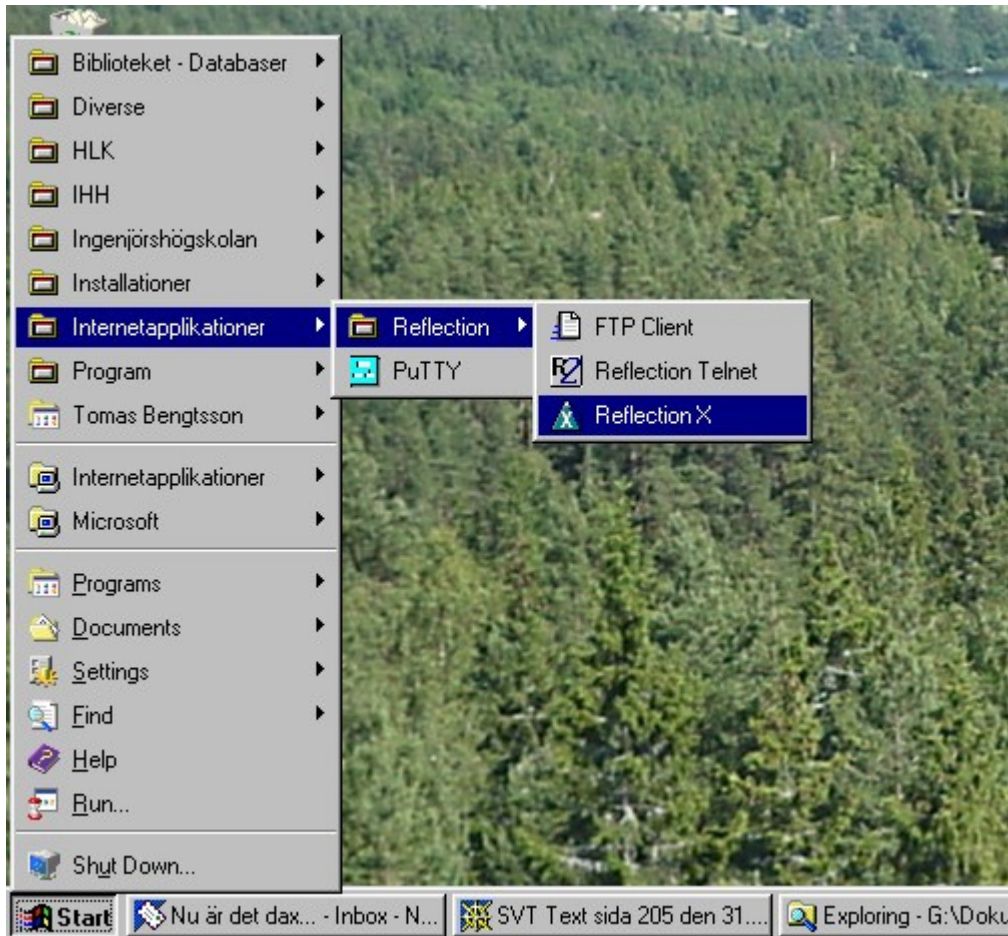 Biblioteket - Databaser
Diverse
HLK
IHH
Ingenjörshögskolan
Installationer
Internetapplikationer
Program
Tomas Bengtsson
Internetapplikationer
Microsoft
Programs
Documents
Settings
Find
Help
Run...
Shut Down...
Reflection
PuTTY
FTP Client
Reflection Telnet
Reflection X
Start
Nu är det dax... - Inbox - N...
SVT Text sida 205 den 31....
Exploring - G:\Doku